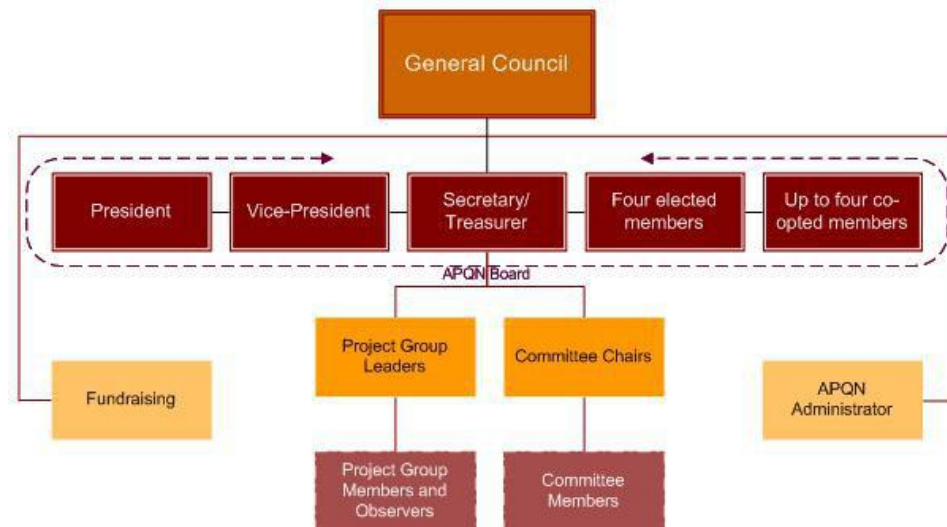 General Council
President
Vice-President
Secretary/
Treasurer
Four elected
members
Up to four co-
opted members
APQN Board
Project Group
Leaders
Committee Chairs
Fundraising
APQN
Administrator
Project Group
Members and
Observers
Committee
Members